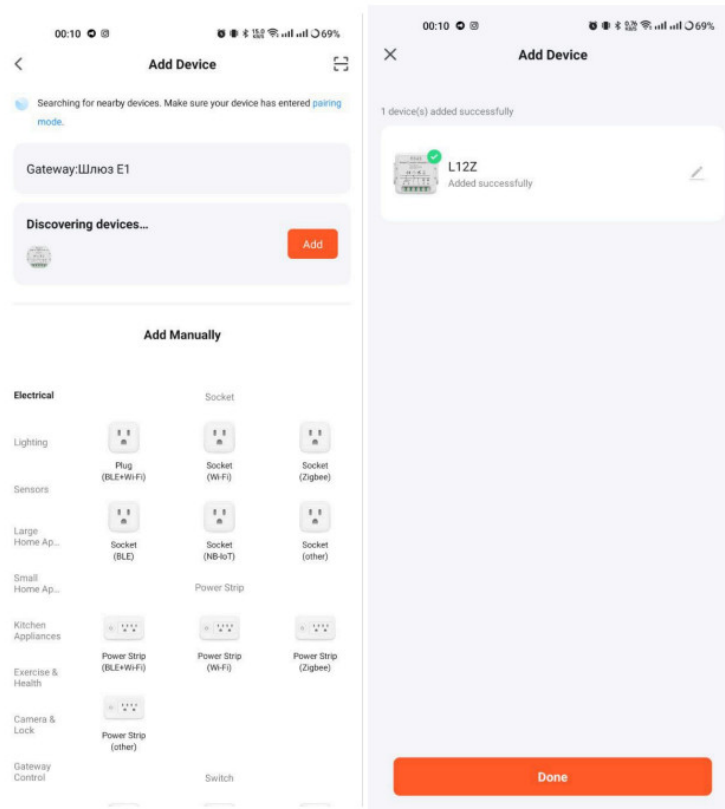 00:10
69%
Add Device
Searching for nearby devices. Make sure your device has entered pairing
mode.
Gateway:Шлюз E1
Discovering devices...
Add
Add Manually
Electrical
Socket
Lighting
Plug
(BLE+Wi-Fi)
Socket
(Wi-Fi)
Socket
(Zigbee)
Sensors
Large
Home Ap...
Socket
(BLE)
Socket
(NB-IoT)
Socket
(other)
Small
Home Ap...
Power Strip
Kitchen
Appliances
Power Strip
(BLE+Wi-Fi)
Power Strip
(Wi-Fi)
Power Strip
(Zigbee)
Exercise &
Health
Camera &
Lock
Power Strip
(other)
Gateway
Control
Switch
00:10
69%
Add Device
1 device(s) added successfully
L12Z
Added successfully
Done